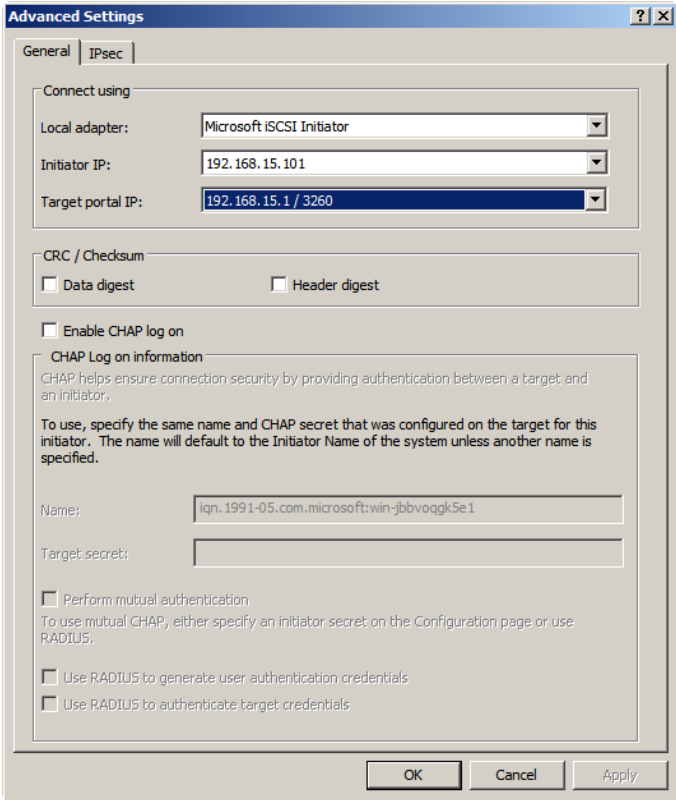 Advanced Settings
General
IPsec
Connect using
Local adapter:
Microsoft iSCSI Initiator
Initiator IP:
192.168.15.101
Target portal IP:
192.168.15.1 / 3260
CRC / Checksum
Data digest
Header digest
Enable CHAP log on
CHAP Log on information
CHAP helps ensure connection security by providing authentication between a target and
an initiator.
To use, specify the same name and CHAP secret that was configured on the target for this
initiator. The name will default to the Initiator Name of the system unless another name is
specified.
Name:
iqn.1991-05.com.microsoft:win-jbbvoqgk5e1
Target secret:
Perform mutual authentication
To use mutual CHAP, either specify an initiator secret on the Configuration page or use
RADIUS.
Use RADIUS to generate user authentication credentials
Use RADIUS to authenticate target credentials
OK
Cancel
Apply